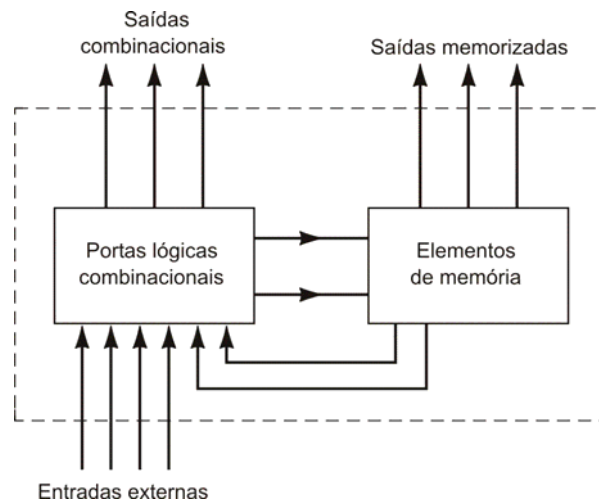 Saídas
combinacionais
Saídas memorizadas
Portas lógicas
combinacionais
Elementos
de memória
Entradas externas